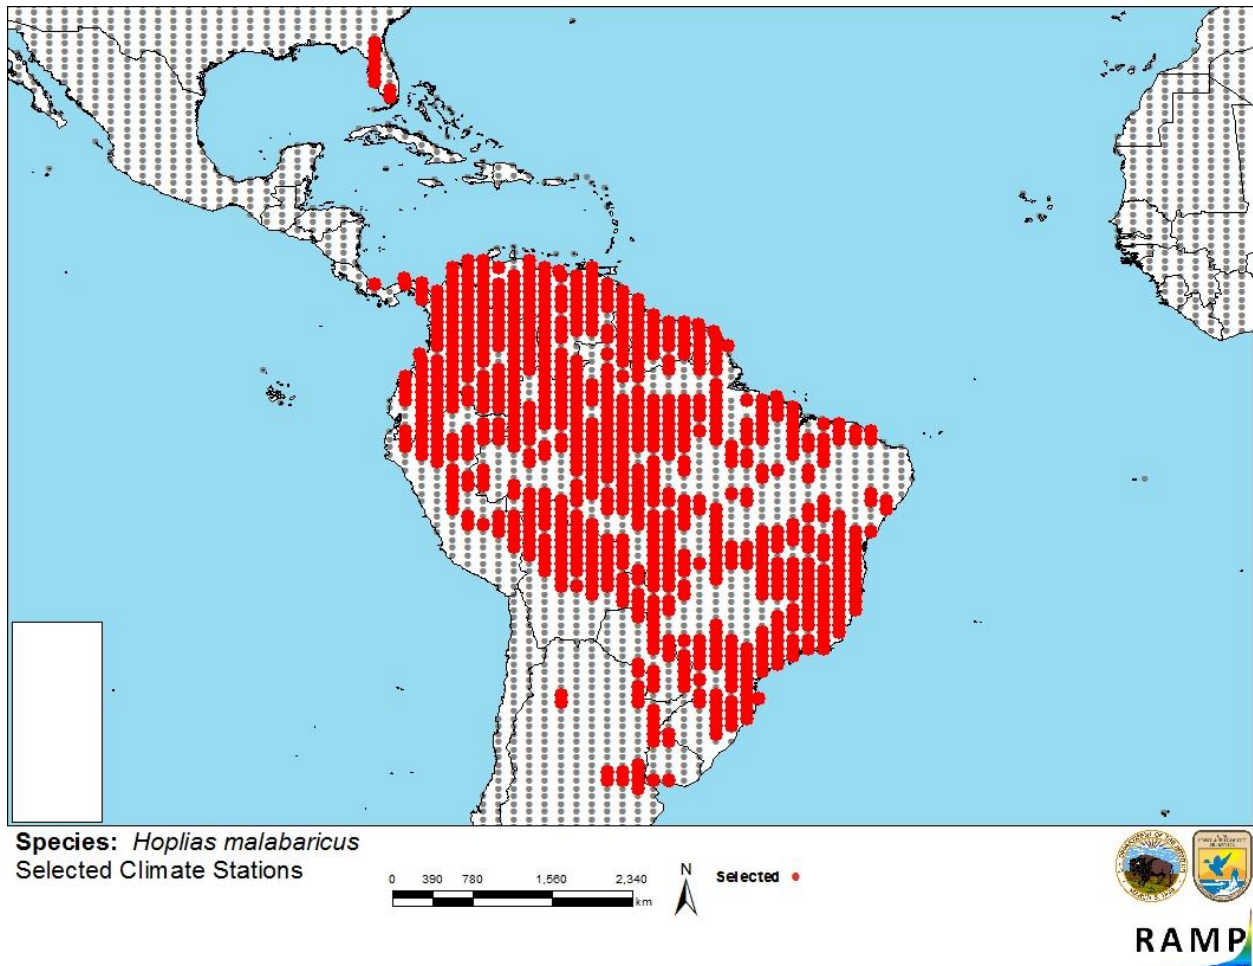 Species: Hoplias malabaricus
Selected Climate Stations
0 390 780 1,560 2,340
km
N
Selected
RAMP